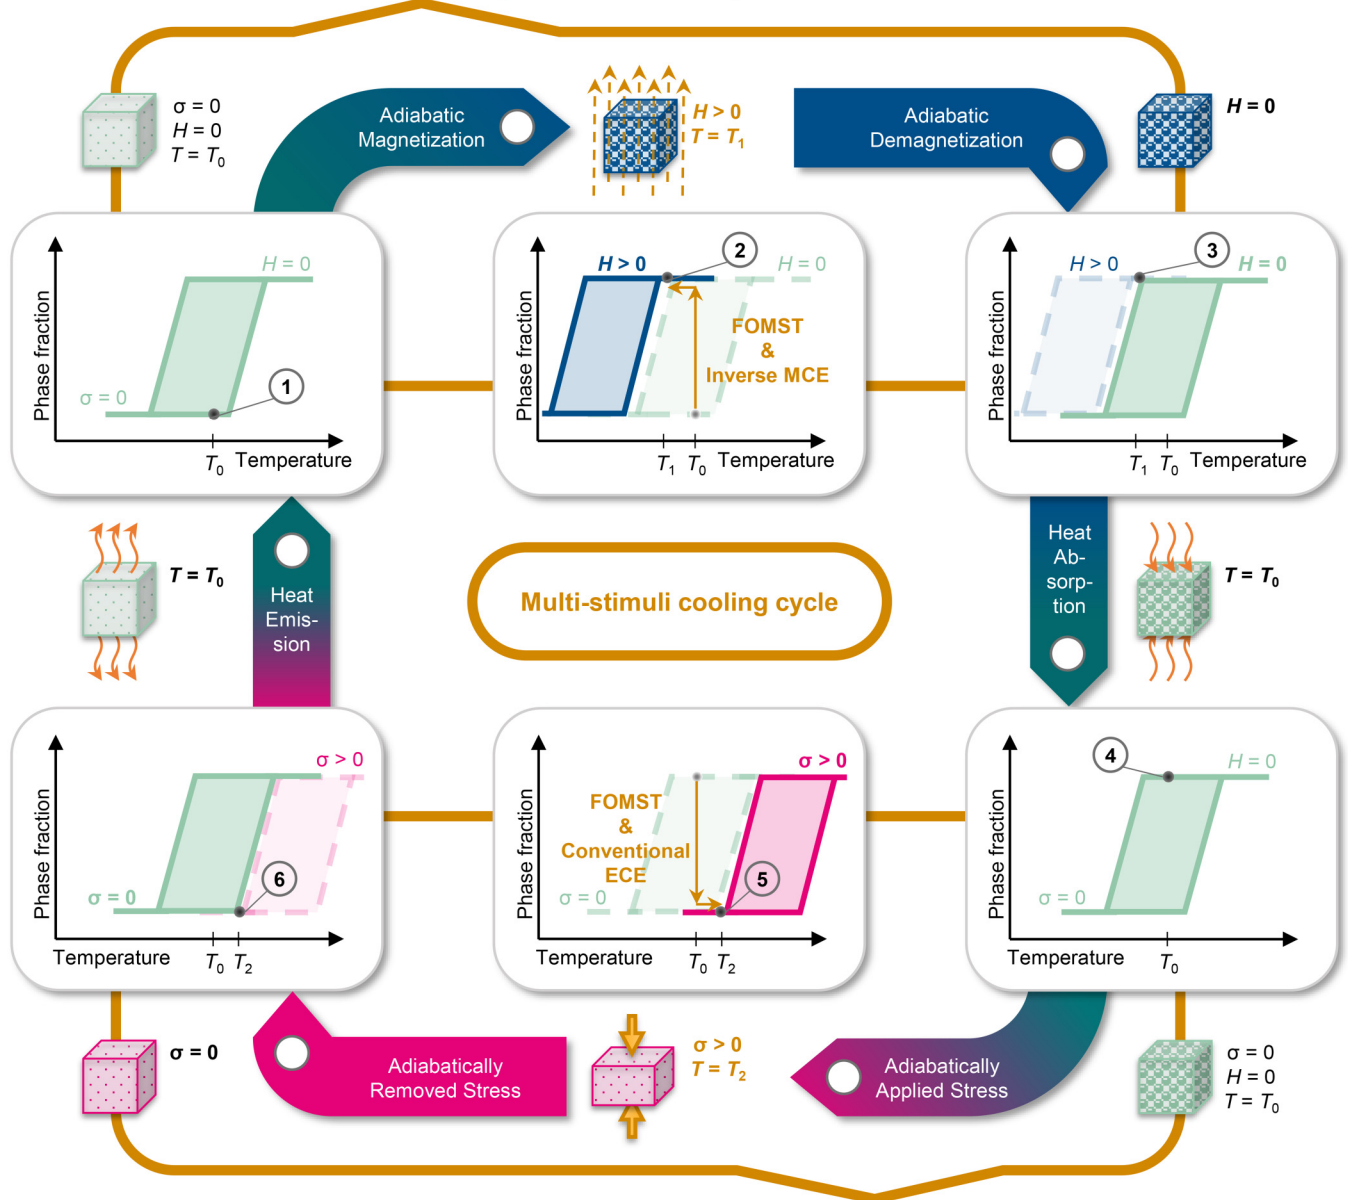 σ = 0
H = 0
T = T0
Adiabatic
Magnetization
H > 0
T = T1
Adiabatic
Demagnetization
H = 0
Phase fraction
H = 0
σ = 0
1
T0
Temperature
Phase fraction
H > 0
2
H = 0
FOMST
&
Inverse MCE
T1
T0
Temperature
Phase fraction
H > 0
3
H = 0
T1
T0
Temperature
T = T0
Heat
Emis-
sion
Multi-stimuli cooling cycle
Heat
Ab-
sorp-
tion
T = T0
Phase fraction
σ > 0
σ = 0
6
Temperature
T0
T2
Phase fraction
σ > 0
FOMST
&
Conventional
ECE
σ = 0
5
Temperature
T0
T2
Phase fraction
4
H = 0
σ = 0
Temperature
T0
σ = 0
Adiabatically
Removed Stress
σ > 0
T = T2
Adiabatically
Applied Stress
σ = 0
H = 0
T = T0